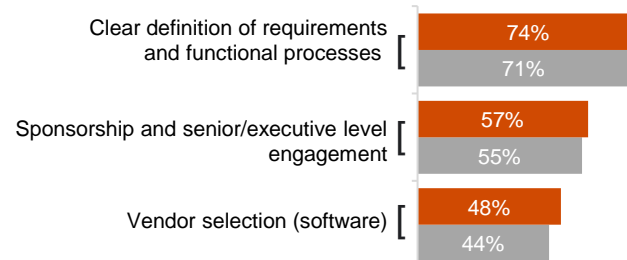 Clear definition of requirements
and functional processes
74%
71%
Sponsorship and senior/executive level
engagement
57%
55%
Vendor selection (software)
48%
44%